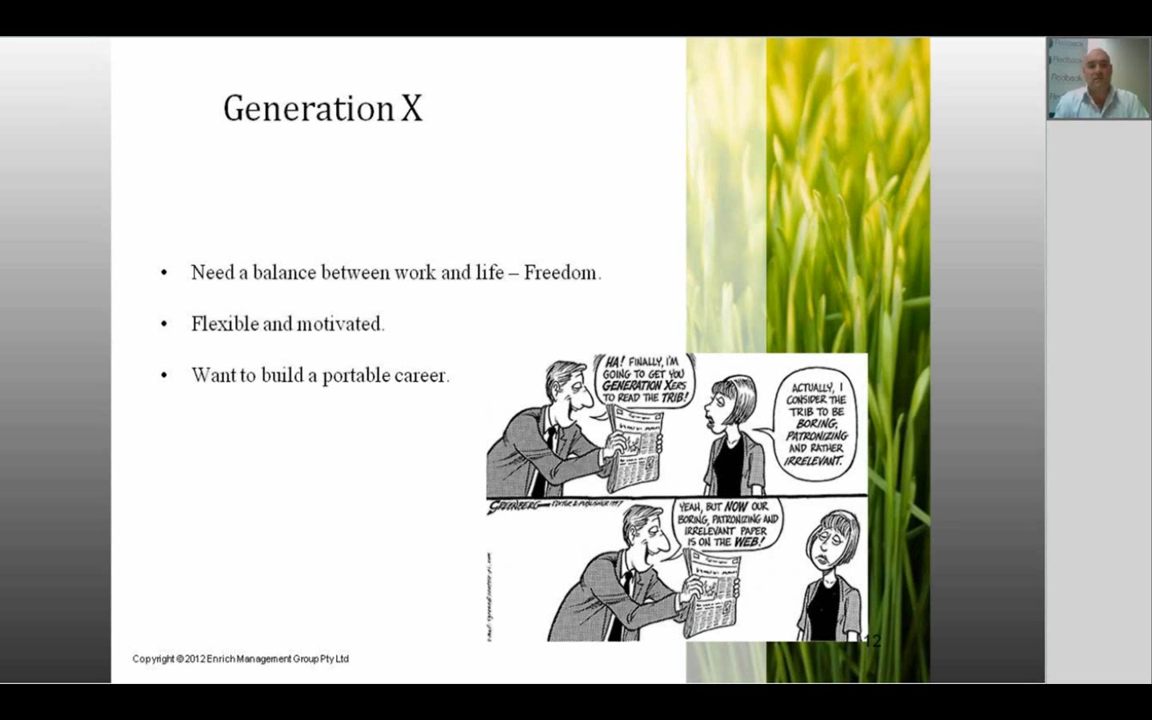 Generation X
• Need a balance between work and life – Freedom.
• Flexible and motivated.
• Want to build a portable career.
HA! FINALLY, I'M
GOING TO GET YOU
GENERATION XERS
TO READ THE TRIB!
ACTUALLY, I
CONSIDER THE
TRIB TO BE
BORING,
PATRONIZING
AND RATHER
IRRELEVANT.
YEAH, BUT NOW OUR
BORING, PATRONIZING AND
IRRELEVANT PAPER
IS ON THE WEB!
12
Copyright ©2012 Enrich Management Group Pty Ltd